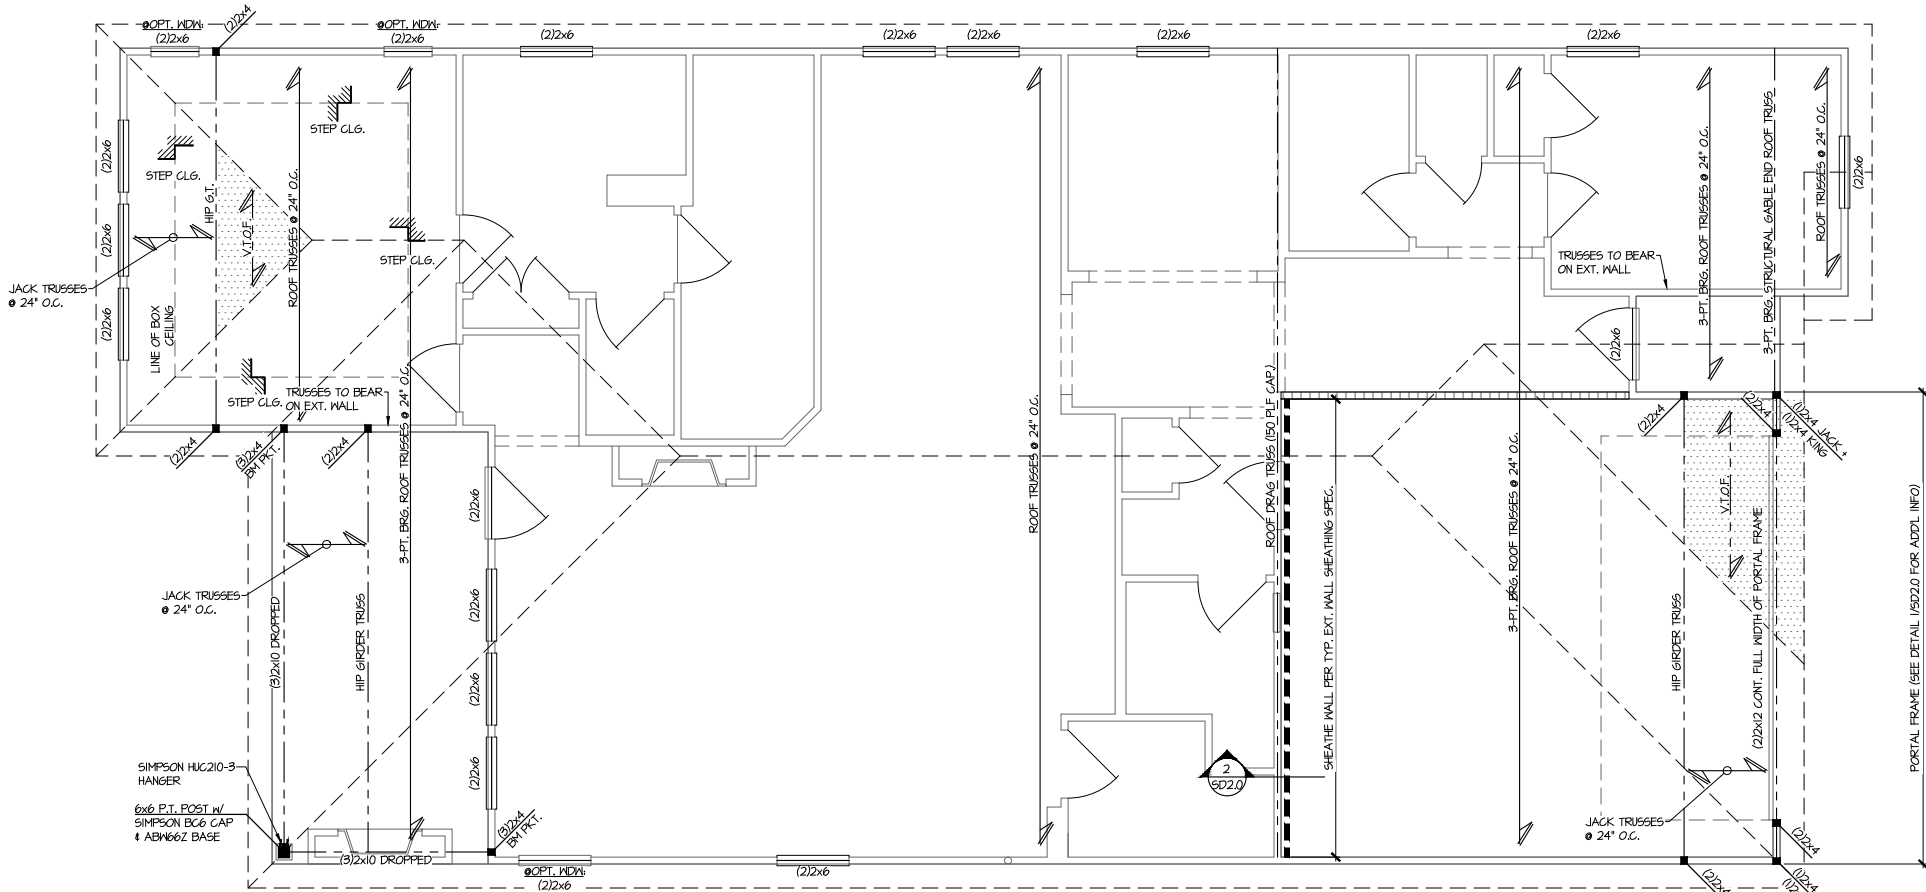 @OPT. WDW:
(2)2x6
(2)2x4
@OPT. WDW:
(2)2x6
(2)2x6
(2)2x6
(2)2x6
(2)2x6
(2)2x6
STEP CLG.
STEP CLG.
STEP CLG.
STEP CLG.
(2)2x6
(2)2x6
(2)2x6
HIP G.T.
V.T.O.F.
ROOF TRUSSES @ 24" O.C.
JACK TRUSSES
@ 24" O.C.
LINE OF BOX
CEILING
TRUSSES TO BEAR
ON EXT. WALL
3-PT. BRG. ROOF TRUSSES @ 24" O.C.
(2)2x4
(3)2x4
BM PKT.
(2)2x4
(2)2x6
(2)2x6
(2)2x6
(2)2x6
JACK TRUSSES
@ 24" O.C.
(3)2x10 DROPPED
HIP GIRDER TRUSS
SIMPSON HUC210-3
HANGER
6x6 P.T. POST W/
SIMPSON BC6 CAP
& ABW66Z BASE
(3)2x10 DROPPED
(3)2x4
BM PKT.
@OPT. WDW:
(2)2x6
(2)2x6
ROOF TRUSSES @ 24" O.C.
ROOF DRAG TRUSS (150 PLF CAP.)
SHEATHE WALL PER TYP. EXT. WALL SHEATHING SPEC.
2
SD2.0
3-PT. BRG. ROOF TRUSSES @ 24" O.C.
TRUSSES TO BEAR
ON EXT. WALL
(2)2x6
3-PT. BRG. ROOF TRUSSES @ 24" O.C.
3-PT. BRG. STRUCTURAL GABLE END ROOF TRUSS
ROOF TRUSSES @ 24" O.C.
(2)2x6
(2)2x4
(2)2x4
(1)2x4 JACK +
(1)2x4 KING
V.T.O.F.
HIP GIRDER TRUSS
(2)2x12 CONT. FULL WIDTH OF PORTAL FRAME
PORTAL FRAME (SEE DETAIL 1/SD2.0 FOR ADD'L INFO)
JACK TRUSSES
@ 24" O.C.
(2)2x4
(2)2x4